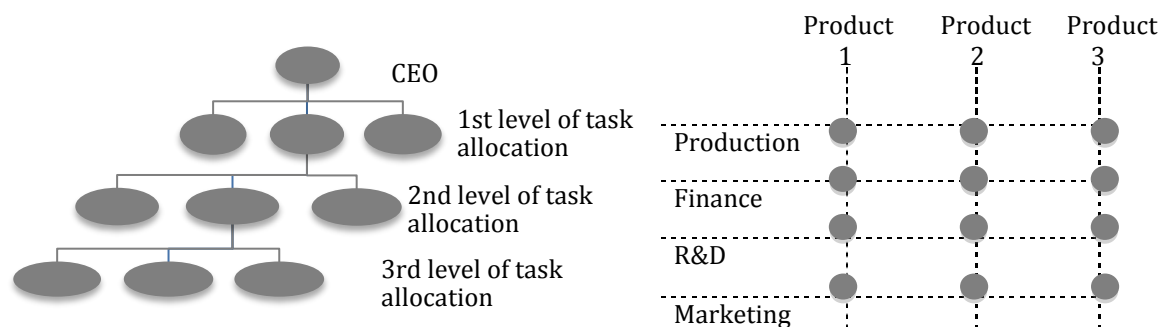 CEO
1st level of task
allocation
2nd level of task
allocation
3rd level of task
allocation
Product
1
Product
2
Product
3
Production
Finance
R&D
Marketing